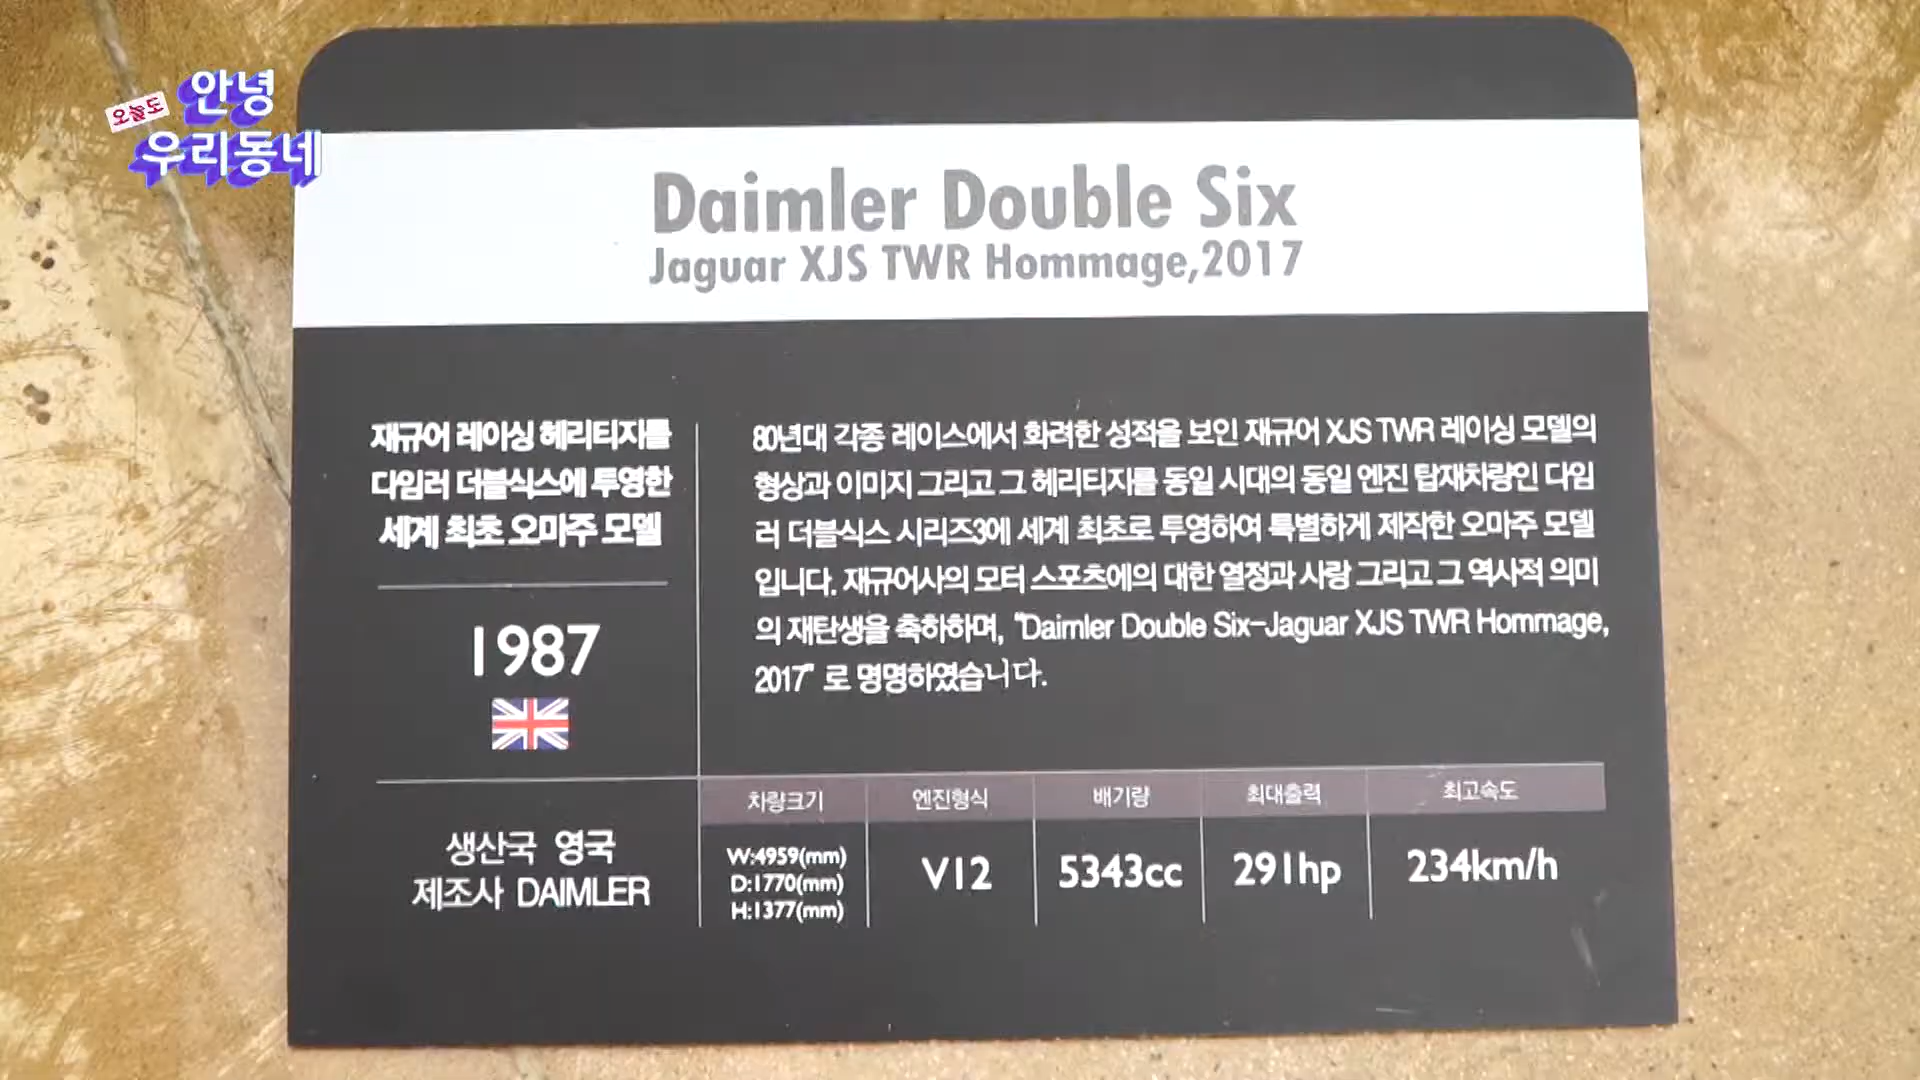 오늘도 안녕
우리동네
Daimler Double Six
Jaguar XJS TWR Hommage,2017
재규어 레이싱 헤리티지를
다임러 더블식스에 투영한
세계 최초 오마주 모델
1987
80년대 각종 레이스에서 화려한 성적을 보인 재규어 XJS TWR 레이싱 모델의
형상과 이미지 그리고 그 헤리티지를 동일 시대의 동일 엔진 탑재차량인 다임
러 더블식스 시리즈3에 세계 최초로 투영하여 특별하게 제작한 오마주 모델
입니다. 재규어사의 모터 스포츠에의 대한 열정과 사랑 그리고 그 역사적 의미
의 재탄생을 축하하며, "Daimler Double Six-Jaguar XJS TWR Hommage,
2017" 로 명명하였습니다.
생산국 영국
제조사 DAIMLER
차량크기 엔진형식 배기량 최대출력 최고속도
W:4959(mm)
D:1770(mm)
H:1377(mm)
V12 5343cc 291hp 234km/h